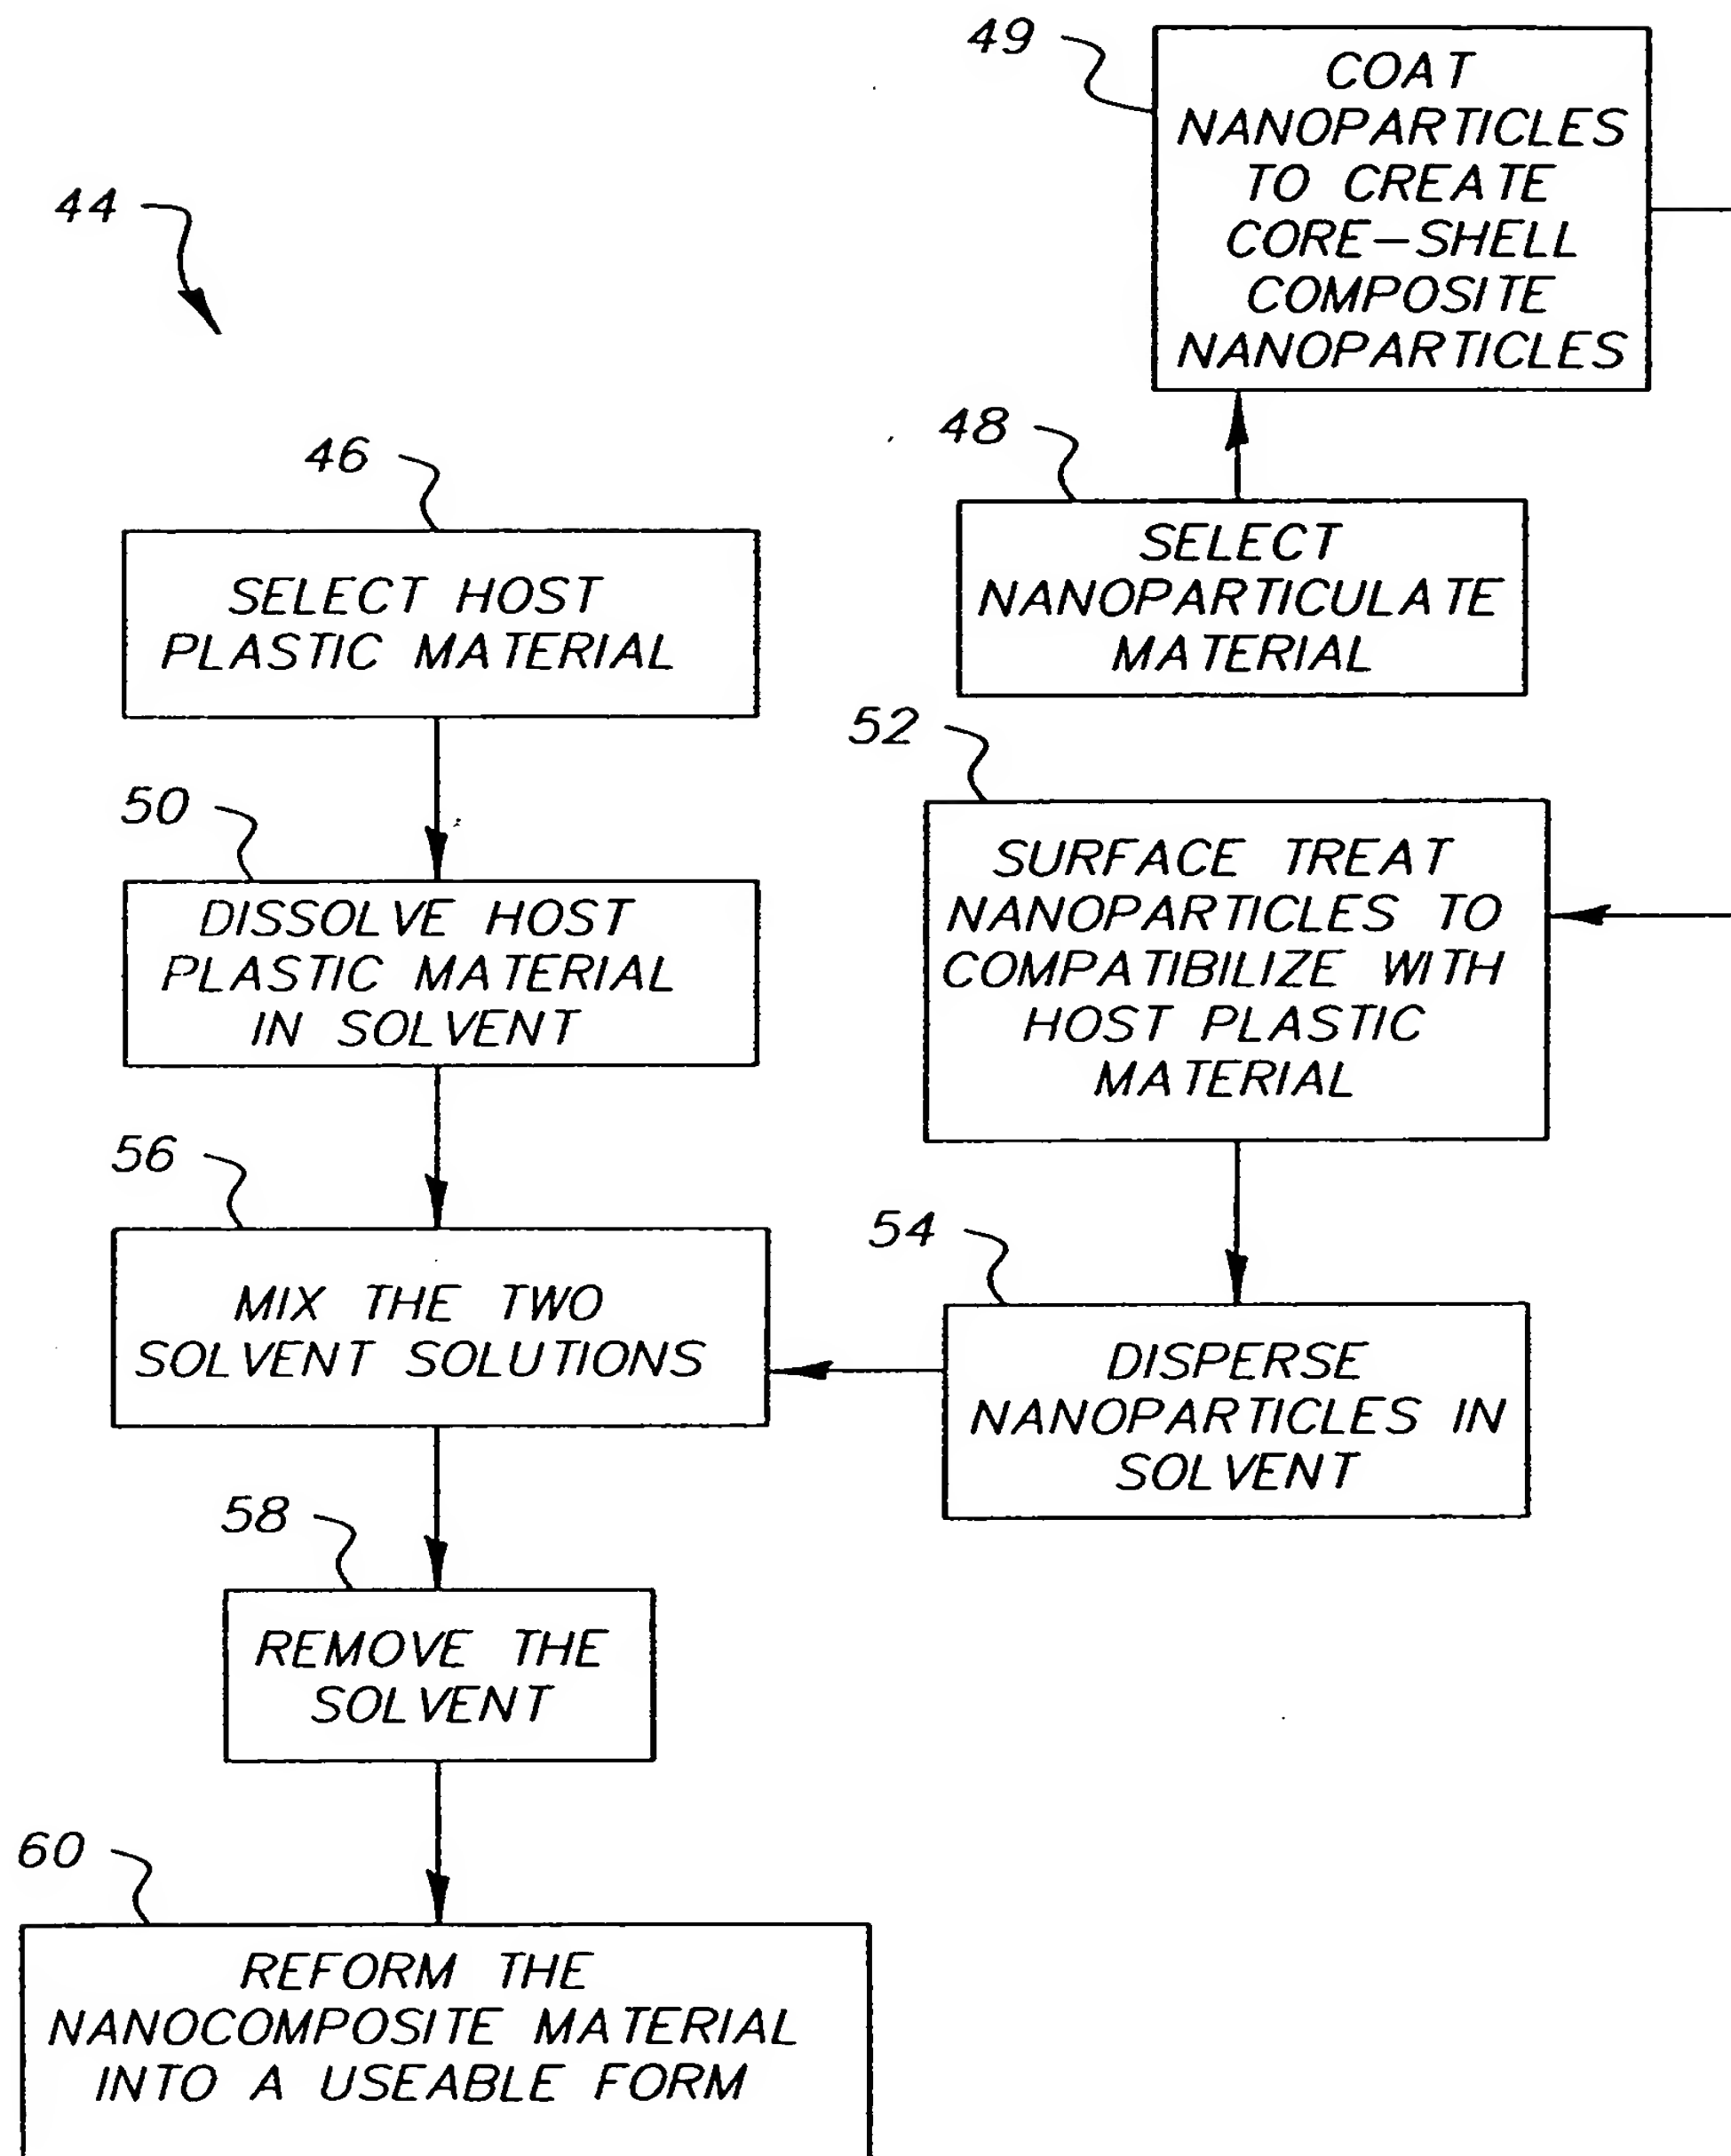 49
COAT
NANOPARTICLES
TO CREATE
CORE–SHELL
COMPOSITE
NANOPARTICLES
44
48
SELECT
NANOPARTICULATE
MATERIAL
46
SELECT HOST
PLASTIC MATERIAL
52
SURFACE TREAT
NANOPARTICLES TO
COMPATIBILIZE WITH
HOST PLASTIC
MATERIAL
50
DISSOLVE HOST
PLASTIC MATERIAL
IN SOLVENT
56
MIX THE TWO
SOLVENT SOLUTIONS
54
DISPERSE
NANOPARTICLES IN
SOLVENT
58
REMOVE THE
SOLVENT
60
REFORM THE
NANOCOMPOSITE MATERIAL
INTO A USEABLE FORM